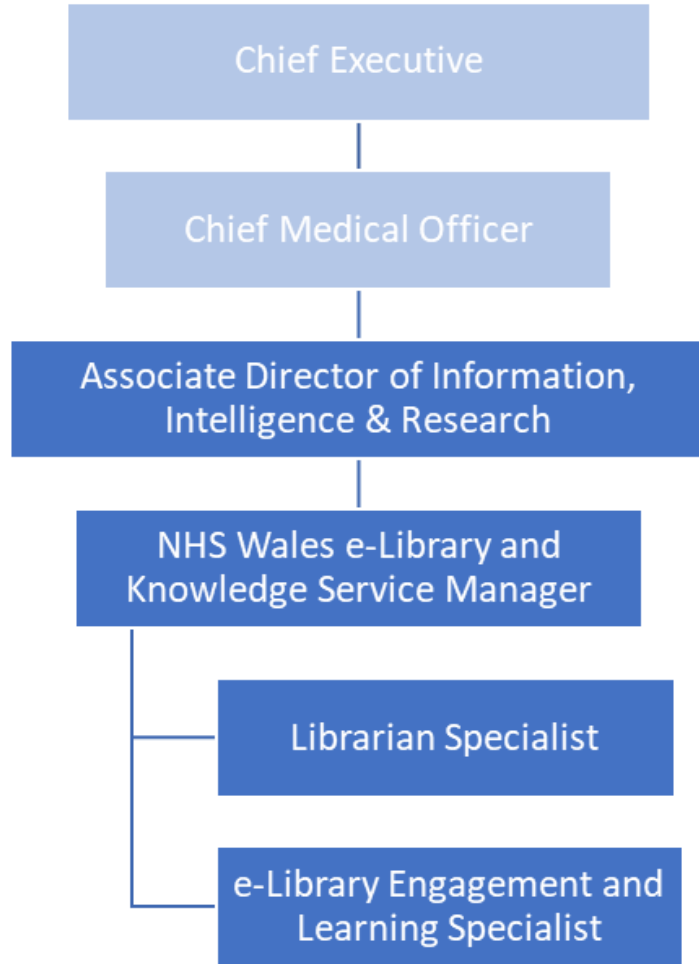 Chief Executive
Chief Medical Officer
Associate Director of Information,
Intelligence & Research
NHS Wales e-Library and
Knowledge Service Manager
Librarian Specialist
e-Library Engagement and
Learning Specialist